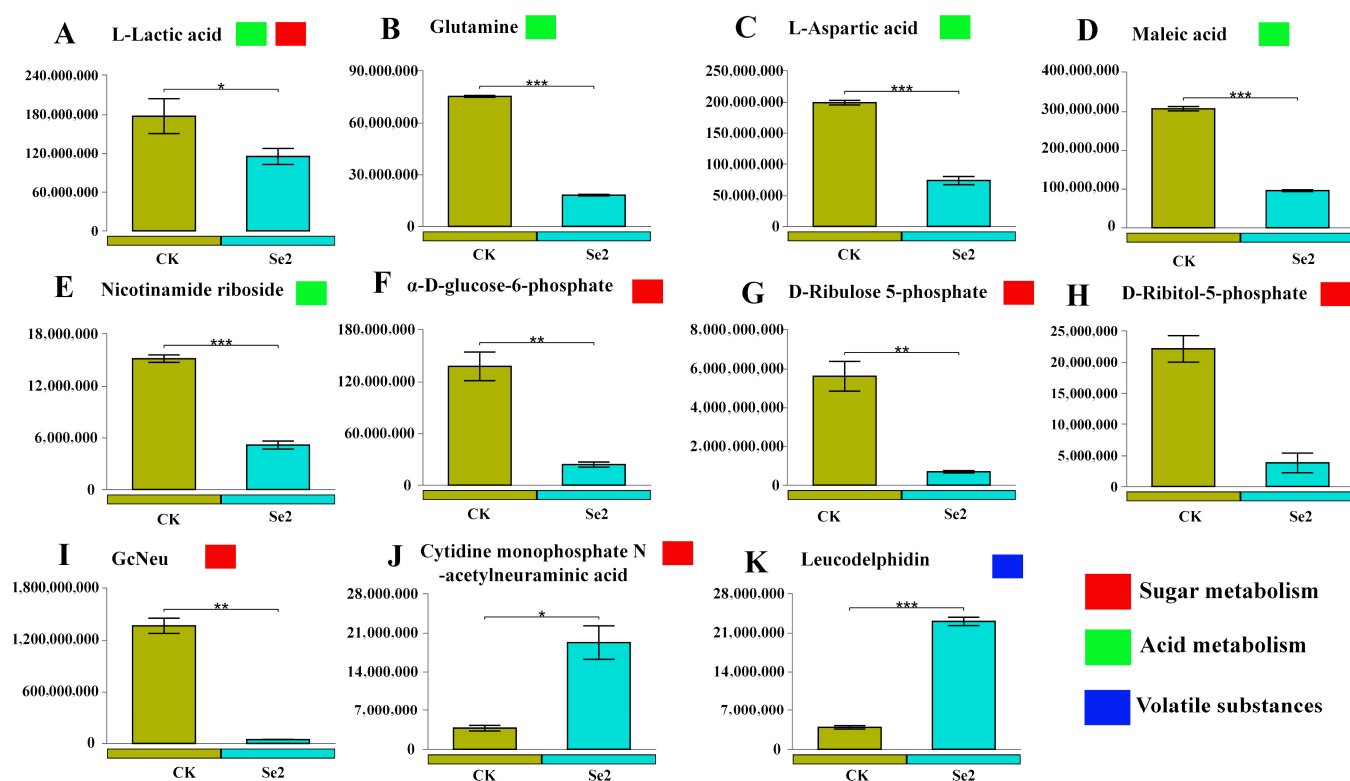 A
L-Lactic acid
240,000,000
180,000,000
120,000,000
60,000,000
0
*
CK
Se2
B
Glutamine
90,000,000
60,000,000
30,000,000
0
***
CK
Se2
C
L-Aspartic acid
250,000,000
200,000,000
150,000,000
100,000,000
50,000,000
0
***
CK
Se2
D
Maleic acid
400,000,000
300,000,000
200,000,000
100,000,000
0
***
CK
Se2
E
Nicotinamide riboside
18,000,000
12,000,000
6,000,000
0
***
CK
Se2
F
α-D-glucose-6-phosphate
180,000,000
120,000,000
60,000,000
0
**
CK
Se2
G
D-Ribulose 5-phosphate
8,000,000
6,000,000
4,000,000,000
2,000,000,000
0
**
CK
Se2
H
D-Ribitol-5-phosphate
25,000,000
20,000,000
15,000,000
10,000,000
5,000,000
0
CK
Se2
I
GcNeu
1,800,000,000
1,200,000,000
600,000,000
0
**
CK
Se2
J
Cytidine monophosphate N
-acetylneuraminic acid
28,000,000
21,000,000
14,000,000
7,000,000
0
*
CK
Se2
K
Leucodelphidin
28,000,000
21,000,000
14,000,000
7,000,000
0
***
CK
Se2
Sugar metabolism
Acid metabolism
Volatile substances